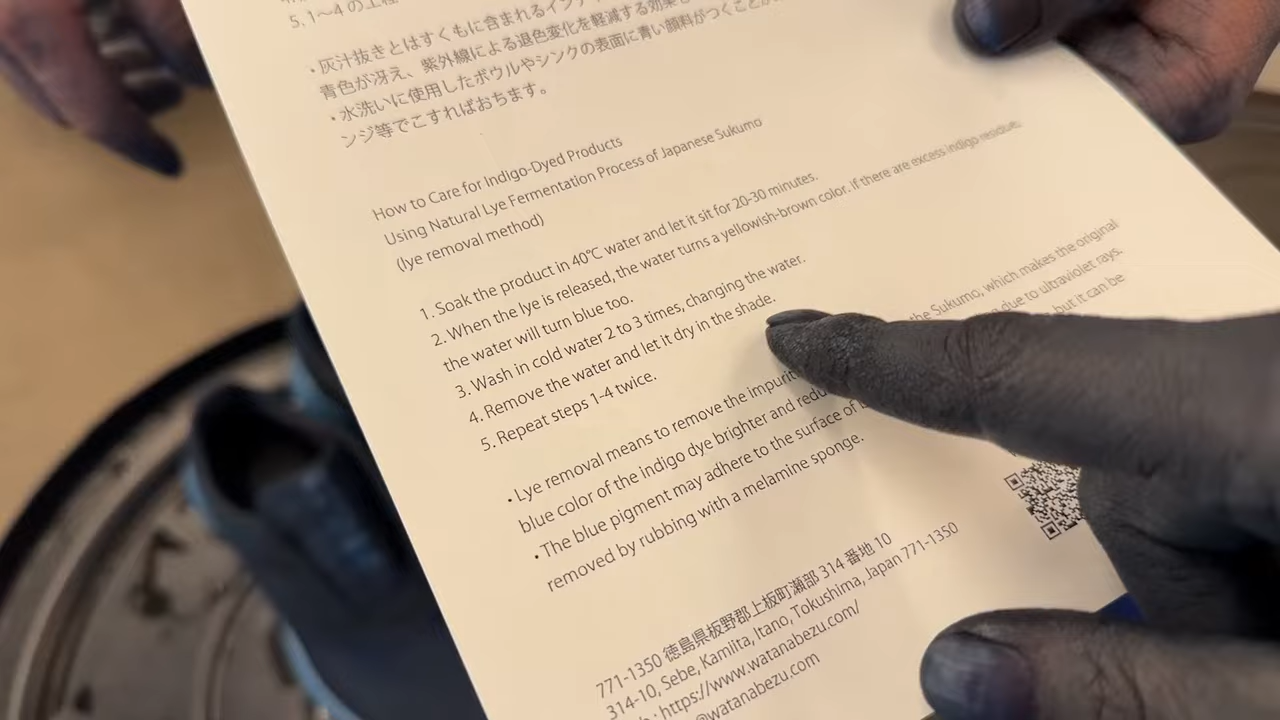 5.1～4 の工程
・灰汁抜きとはすくもに含まれるイン
青色が冴え、紫外線による退色変化を軽減する効果
・水洗いに使用したボウルやシンクの表面に青い顔料がつくことが
ンジ等でこすればおちます。
How to Care for Indigo-Dyed Products
Using Natural Lye Fermentation Process of Japanese Sukumo
(lye removal method)
1. Soak the product in 40℃ water and let it sit for 20-30 minutes.
2. When the lye is released, the water turns a yellowish-brown color. If there are excess indigo residue,
the water will turn blue too.
3. Wash in cold water 2 to 3 times, changing the water.
4. Remove the water and let it dry in the shade.
5. Repeat steps 1-4 twice.
・Lye removal means to remove the impurit the Sukumo, which makes the original
blue color of the indigo dye brighter and redu due to ultraviolet rays.
・The blue pigment may adhere to the surface of but it can be
removed by rubbing with a melamine sponge.
771-1350 徳島県板野郡上板町瀬部 314 番地 10
314-10, Sebe, Kamiita, Itano, Tokushima, Japan 771-1350
: https://www.watanabezu.com/
@watanabezu.com